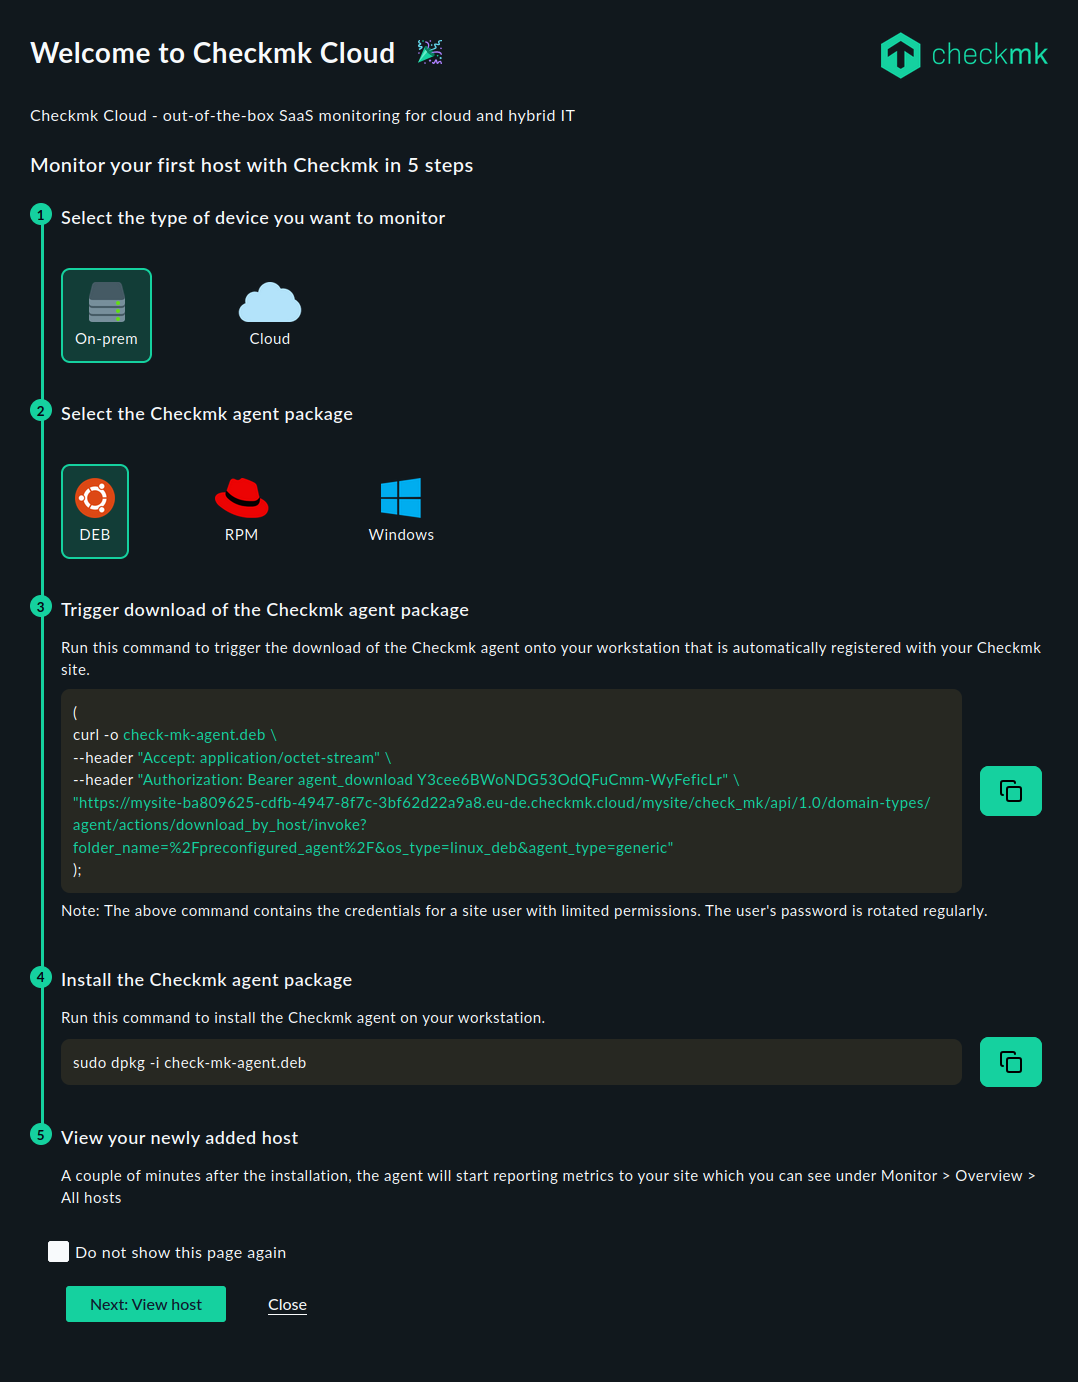 Welcome to Checkmk Cloud
checkmk
Checkmk Cloud - out-of-the-box SaaS monitoring for cloud and hybrid IT
Monitor your first host with Checkmk in 5 steps
1 Select the type of device you want to monitor
On-prem Cloud
2 Select the Checkmk agent package
DEB RPM Windows
3 Trigger download of the Checkmk agent package
Run this command to trigger the download of the Checkmk agent onto your workstation that is automatically registered with your Checkmk
site.
(
curl -o check-mk-agent.deb \
--header "Accept: application/octet-stream" \
--header "Authorization: Bearer agent_download Y3cee6BWoNDG53OdQFuCmm-WyFeficLr" \
"https://mysite-ba809625-cdfb-4947-8f7c-3bf62d22a9a8.eu-de.checkmk.cloud/mysite/check_mk/api/1.0/domain-types/
agent/actions/download_by_host/invoke?
folder_name=%2Fpreconfigured_agent%2F&os_type=linux_deb&agent_type=generic"
);
Note: The above command contains the credentials for a site user with limited permissions. The user's password is rotated regularly.
4 Install the Checkmk agent package
Run this command to install the Checkmk agent on your workstation.
sudo dpkg -i check-mk-agent.deb
5 View your newly added host
A couple of minutes after the installation, the agent will start reporting metrics to your site which you can see under Monitor > Overview >
All hosts
Do not show this page again
Next: View host Close